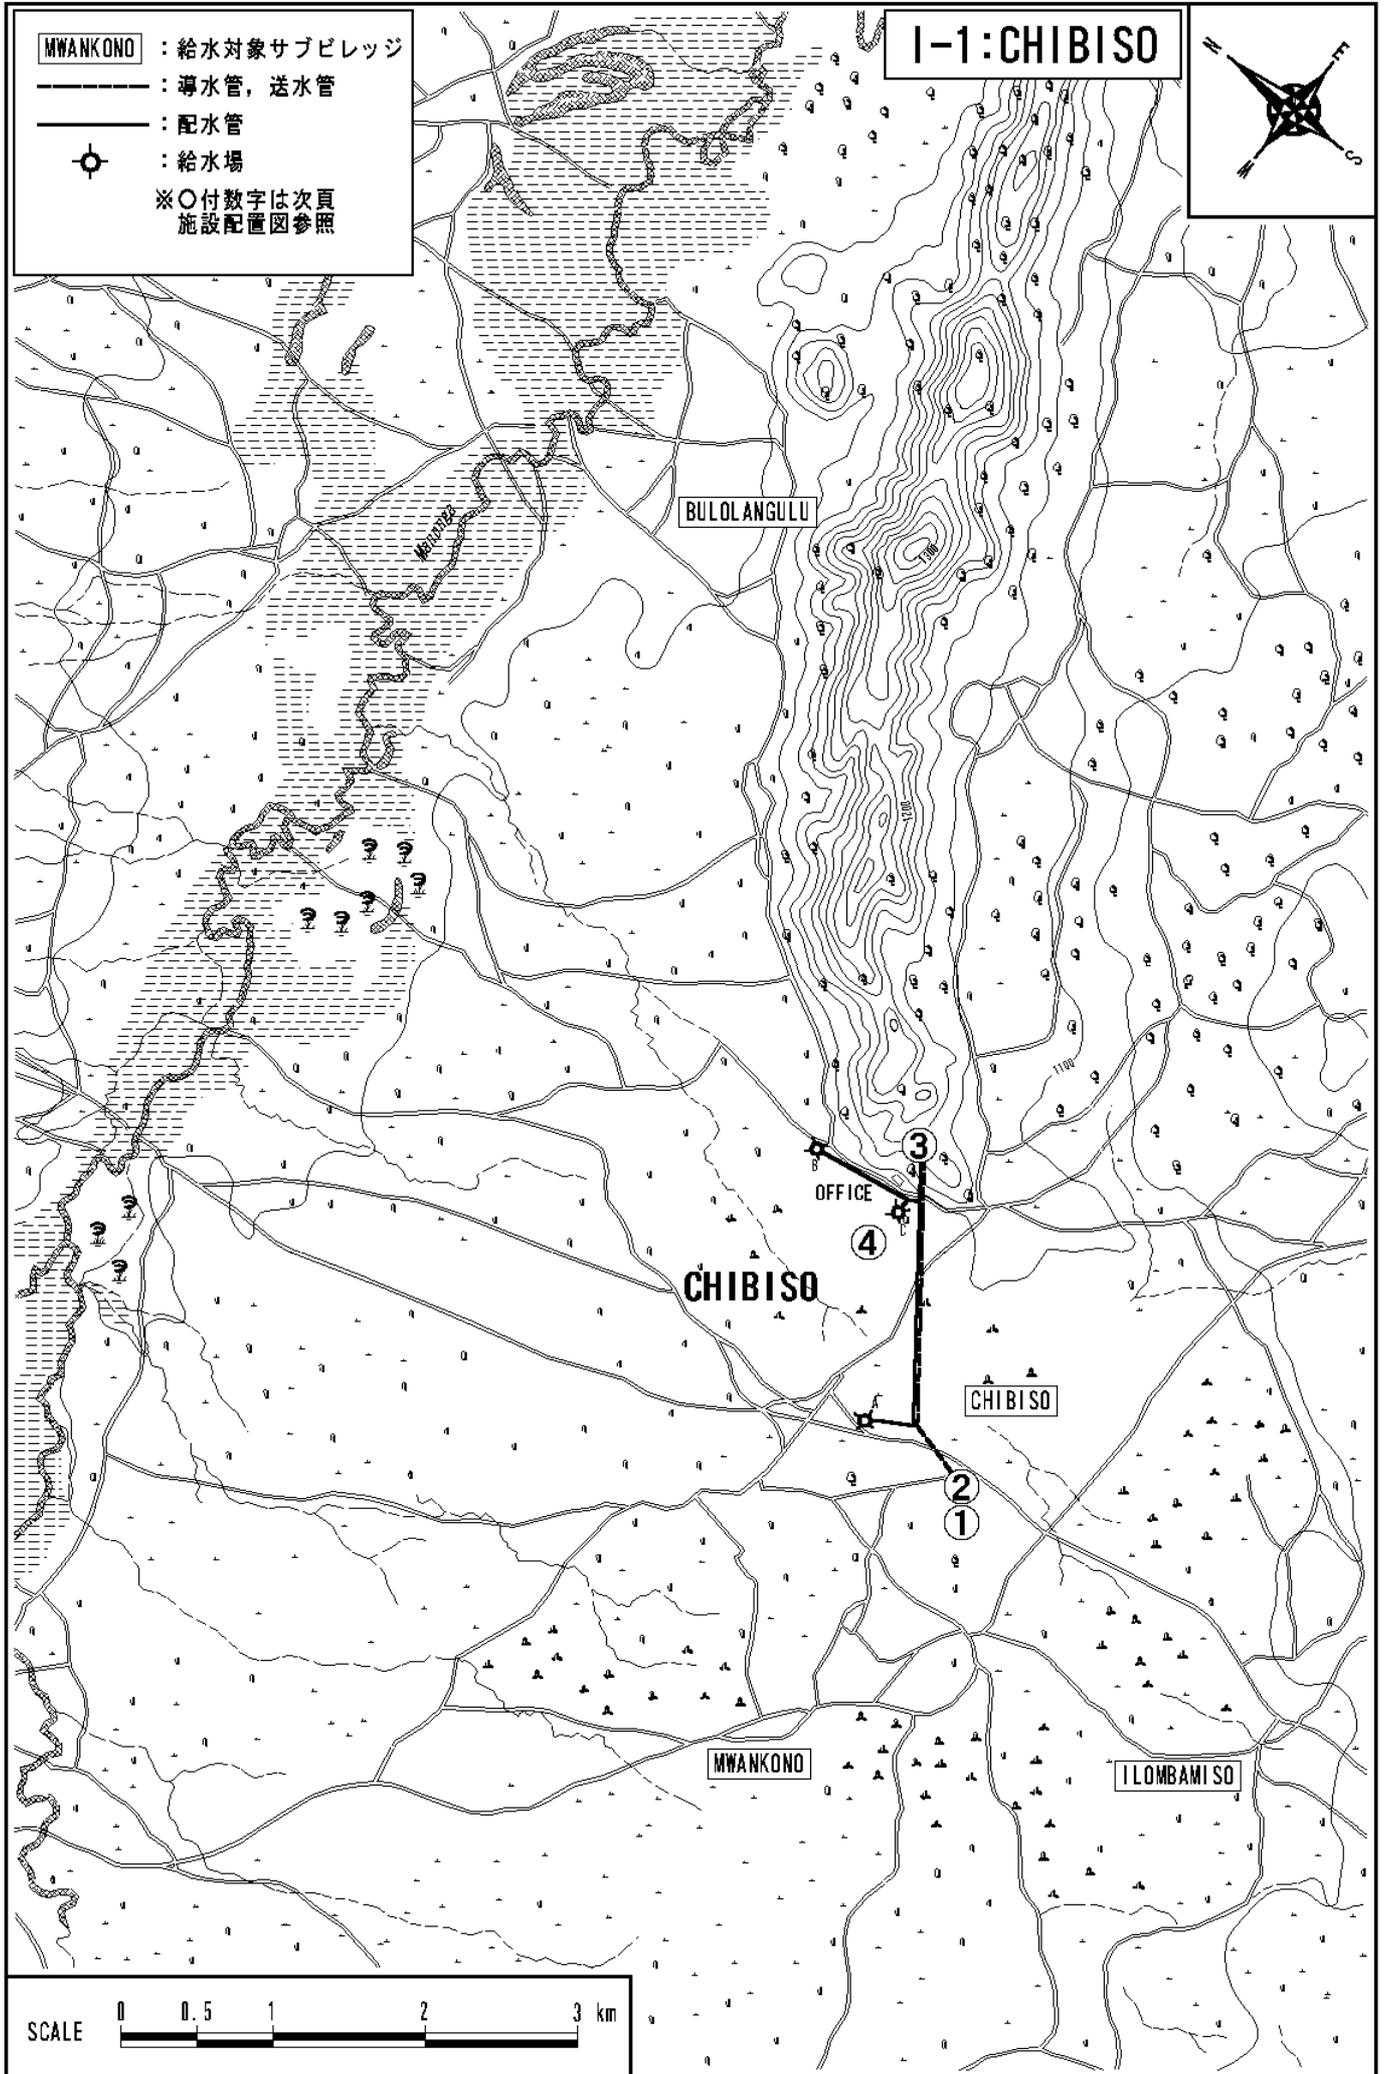 I-1:CHIBISO
N
E
S
W
MWANKONO :給水対象サブビレッジ
:導水管，送水管
:配水管
:給水場
※○付数字は次頁
施設配置図参照
BULOLANGULU
1300
1200
1100
③
B
OFFICE
④
CHIBISO
CHIBISO
A
②
①
MWANKONO
ILOMBAMISO
SCALE 0 0.5 1 2 3 km